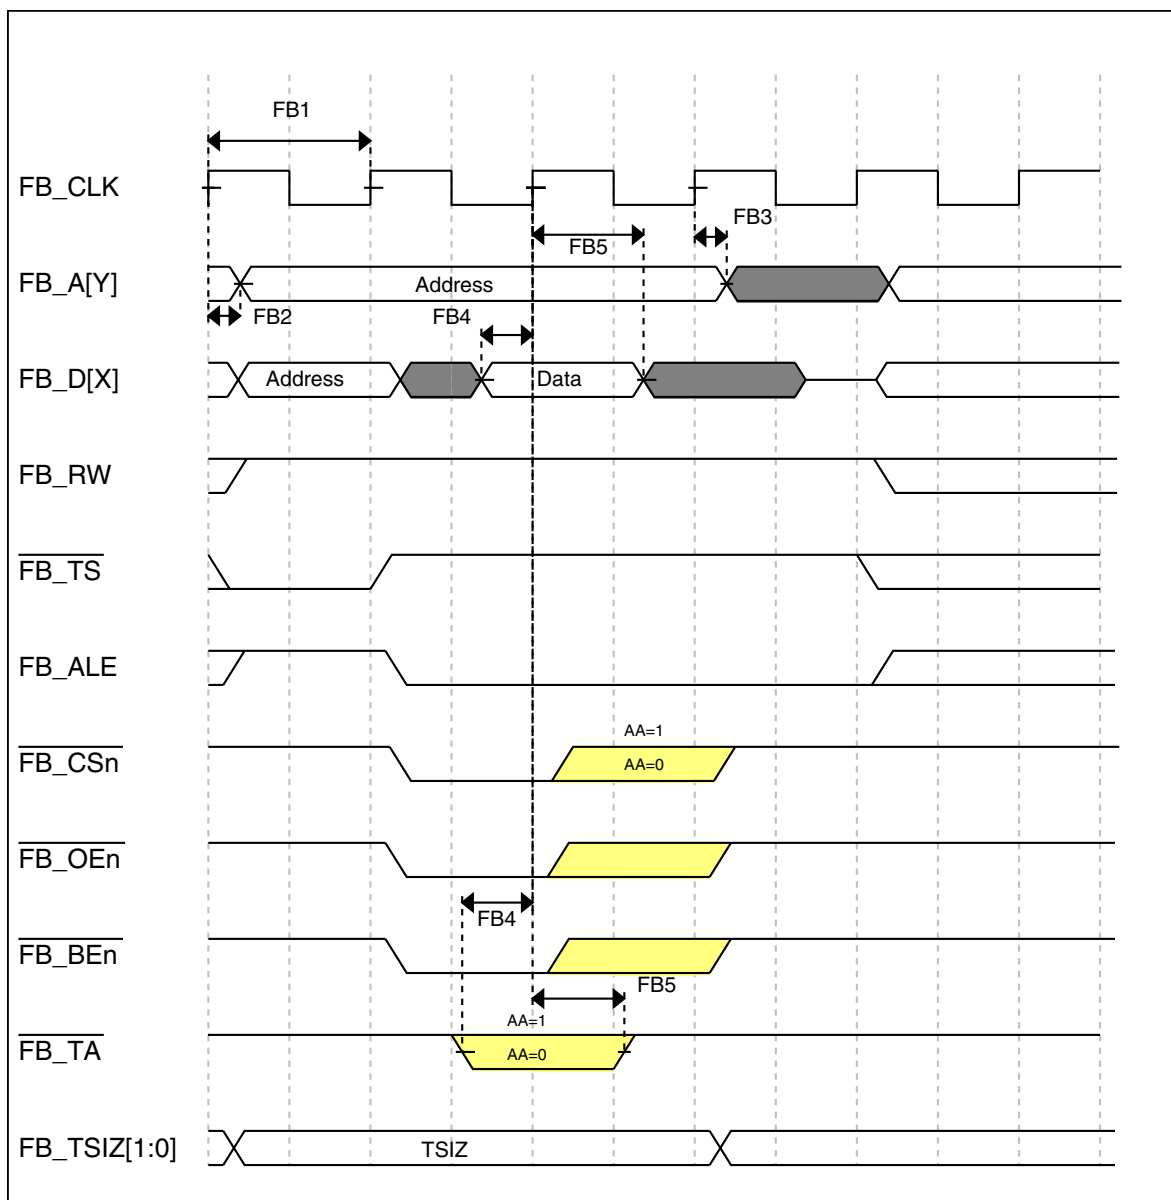 FB1
FB_CLK
FB3
FB5
FB_A[Y]
Address
FB2
FB4
FB_D[X]
Address
Data
FB_RW
FB_TS
FB_ALE
AA=1
FB_CSn
AA=0
FB_OEn
FB4
FB_BEn
FB5
AA=1
FB_TA
AA=0
FB_TSIZ[1:0]
TSIZ